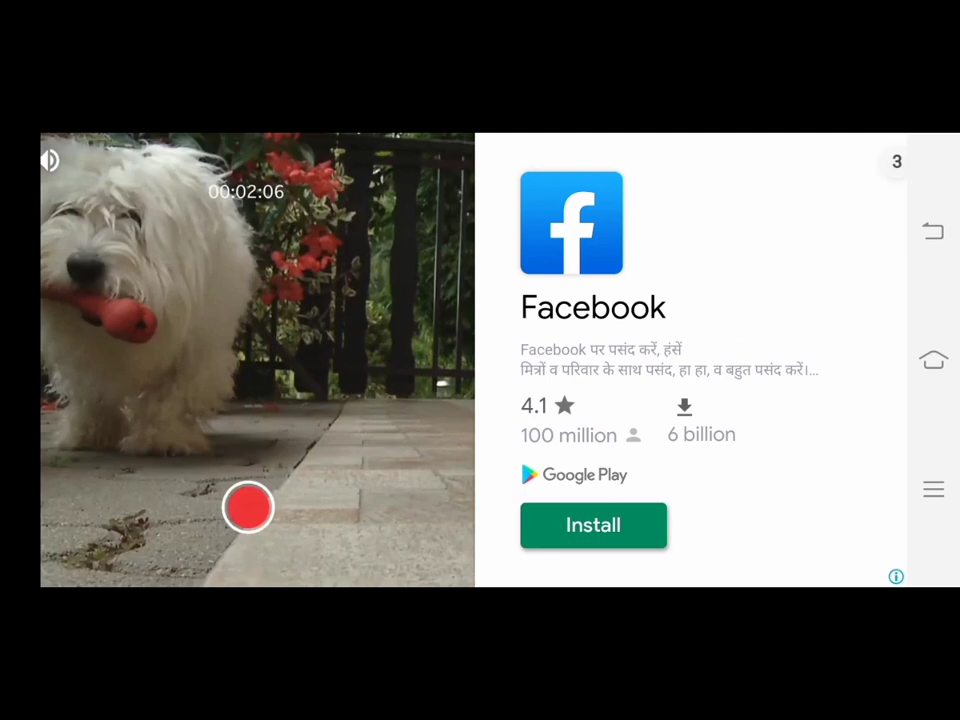 00:02:06
3
Facebook
Facebook पर पसंद करें, हंसें
मित्रों व परिवार के साथ पसंद, हा हा, व बहुत पसंद करें।...
4.1
100 million
6 billion
Google Play
Install